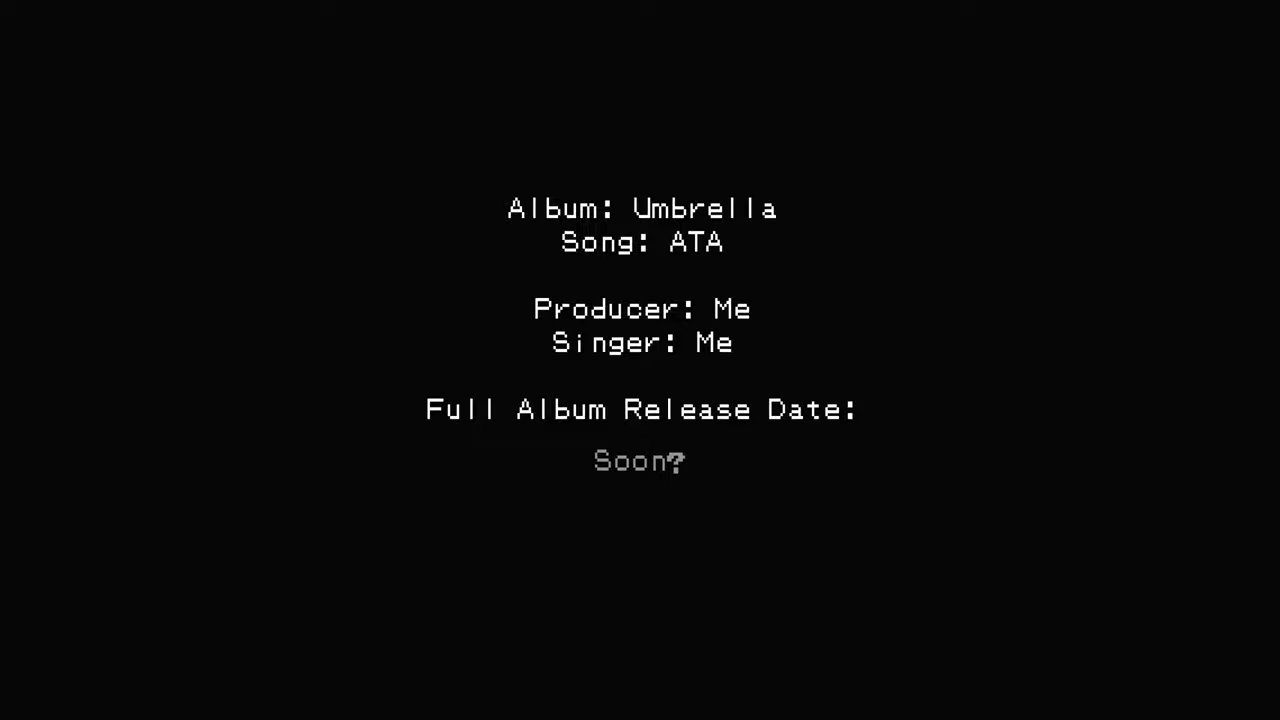 Album: Umbrella
Song: ATA
Producer: Me
Singer: Me
Full Album Release Date:
Soon?